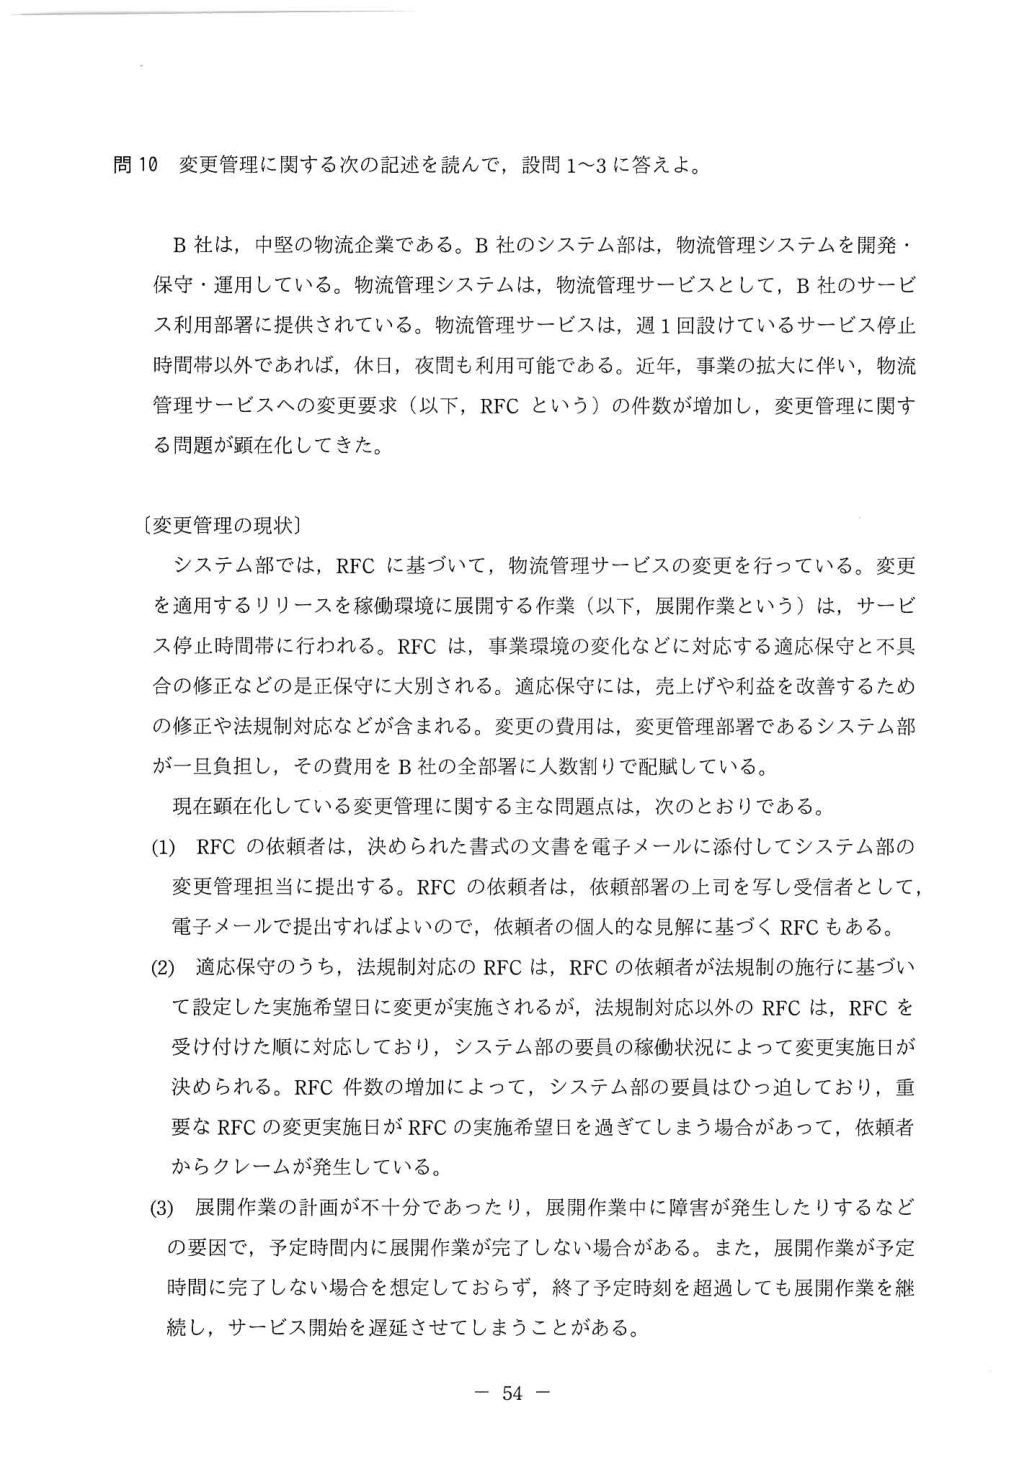 問10 変更管理に関する次の記述を読んで，設問1～3に答えよ。
B 社は，中堅の物流企業である。B 社のシステム部は，物流管理システムを開発・
保守・運用している。物流管理システムは，物流管理サービスとして，B 社のサービ
ス利用部署に提供されている。物流管理サービスは，週1回設けているサービス停止
時間帯以外であれば，休日，夜間も利用可能である。近年，事業の拡大に伴い，物流
管理サービスへの変更要求（以下，RFC という）の件数が増加し，変更管理に関す
る問題が顕在化してきた。
〔変更管理の現状〕
システム部では，RFC に基づいて，物流管理サービスの変更を行っている。変更
を適用するリリースを稼働環境に展開する作業（以下，展開作業という）は，サービ
ス停止時間帯に行われる。RFC は，事業環境の変化などに対応する適応保守と不具
合の修正などの是正保守に大別される。適応保守には，売上げや利益を改善するため
の修正や法規制対応などが含まれる。変更の費用は，変更管理部署であるシステム部
が一旦負担し，その費用を B 社の全部署に人数割りで配賦している。
現在顕在化している変更管理に関する主な問題点は，次のとおりである。
(1) RFC の依頼者は，決められた書式の文書を電子メールに添付してシステム部の
変更管理担当に提出する。RFC の依頼者は，依頼部署の上司を写し受信者として，
電子メールで提出すればよいので，依頼者の個人的な見解に基づく RFC もある。
(2) 適応保守のうち，法規制対応の RFC は，RFC の依頼者が法規制の施行に基づい
て設定した実施希望日に変更が実施されるが，法規制対応以外の RFC は，RFC を
受け付けた順に対応しており，システム部の要員の稼働状況によって変更実施日が
決められる。RFC 件数の増加によって，システム部の要員はひっ迫しており，重
要な RFC の変更実施日が RFC の実施希望日を過ぎてしまう場合があって，依頼者
からクレームが発生している。
(3) 展開作業の計画が不十分であったり，展開作業中に障害が発生したりするなど
の要因で，予定時間内に展開作業が完了しない場合がある。また，展開作業が予定
時間に完了しない場合を想定しておらず，終了予定時刻を超過しても展開作業を継
続し，サービス開始を遅延させてしまうことがある。
－ 54 －